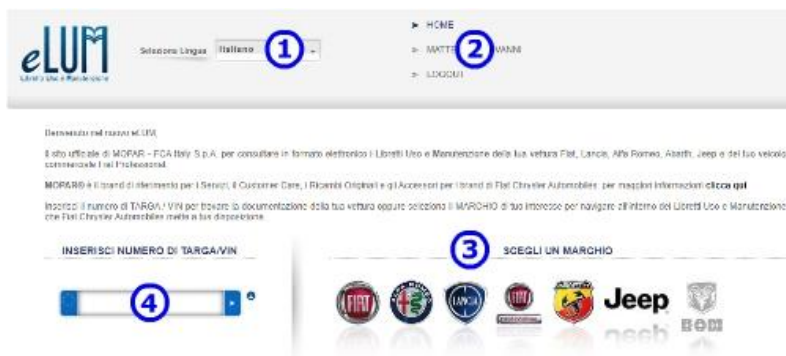 HOME
eLUM
Libretto Uso e Manutenzione
Seleziona Lingua
Italiano
1
2
LOGOUT
Benvenuto nel nuovo eLUM,
Il sito ufficiale di MOPAR - FCA Italy S.p.A. per consultare in formato elettronico i Libretti Uso e Manutenzione della tua vettura Fiat, Lancia, Alfa Romeo, Abarth, Jeep e del tuo veicolo
commerciale Fiat Professional.
MOPAR® è il brand di riferimento per i Servizi, il Customer Care, i Ricambi Originali e gli Accessori per i brand di Fiat Chrysler Automobiles. per maggiori informazioni clicca qui
Inserisci il numero di TARGA / VIN per trovare la documentazione della tua vettura oppure seleziona il MARCHIO di tuo interesse per navigare all'interno dei Libretti Uso e Manutenzione
che Fiat Chrysler Automobiles mette a tua disposizione.
INSERISCI NUMERO DI TARGA/VIN
3
SCEGLI UN MARCHIO
4
FIAT
ALFA ROMEO
LANCIA
FIAT
Jeep